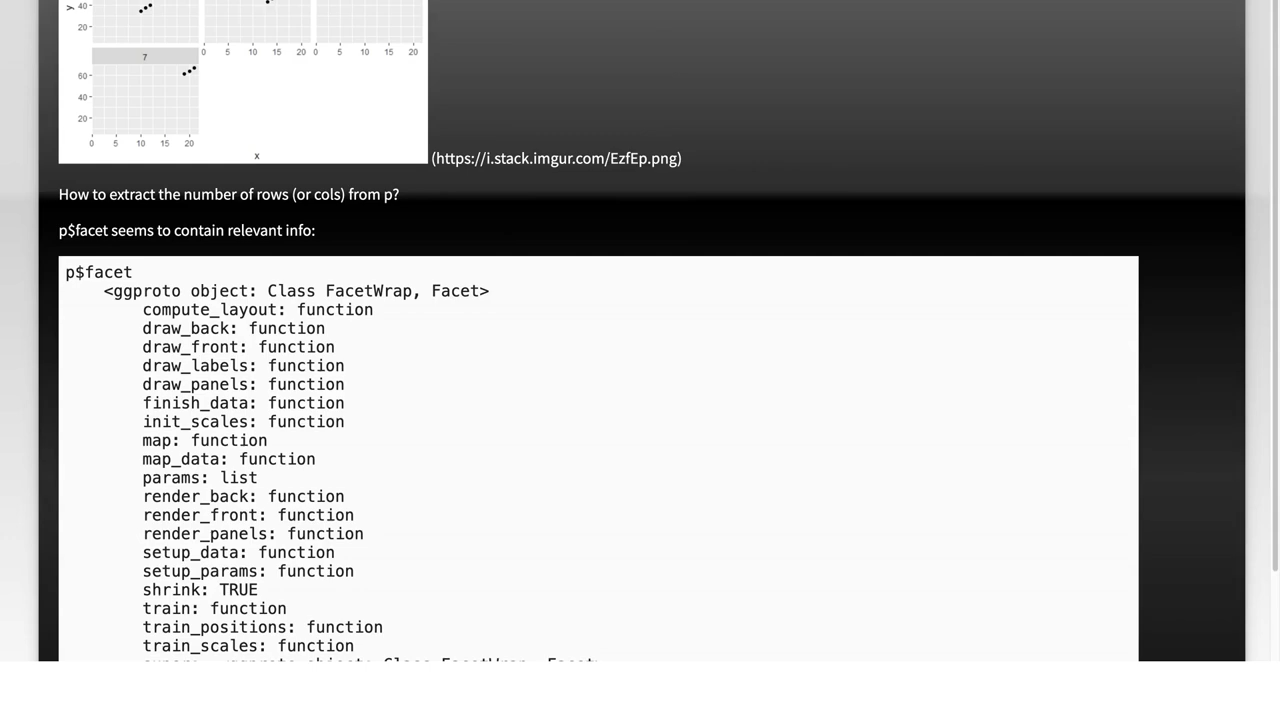 y 40
20
0 5 10 15 20 0 5 10 15 20
7
60
40
20
0 5 10 15 20
x
(https://i.stack.imgur.com/EzfEp.png)
How to extract the number of rows (or cols) from p?
p$facet seems to contain relevant info:
p$facet
<ggproto object: Class FacetWrap, Facet>
compute_layout: function
draw_back: function
draw_front: function
draw_labels: function
draw_panels: function
finish_data: function
init_scales: function
map: function
map_data: function
params: list
render_back: function
render_front: function
render_panels: function
setup_data: function
setup_params: function
shrink: TRUE
train: function
train_positions: function
train_scales: function